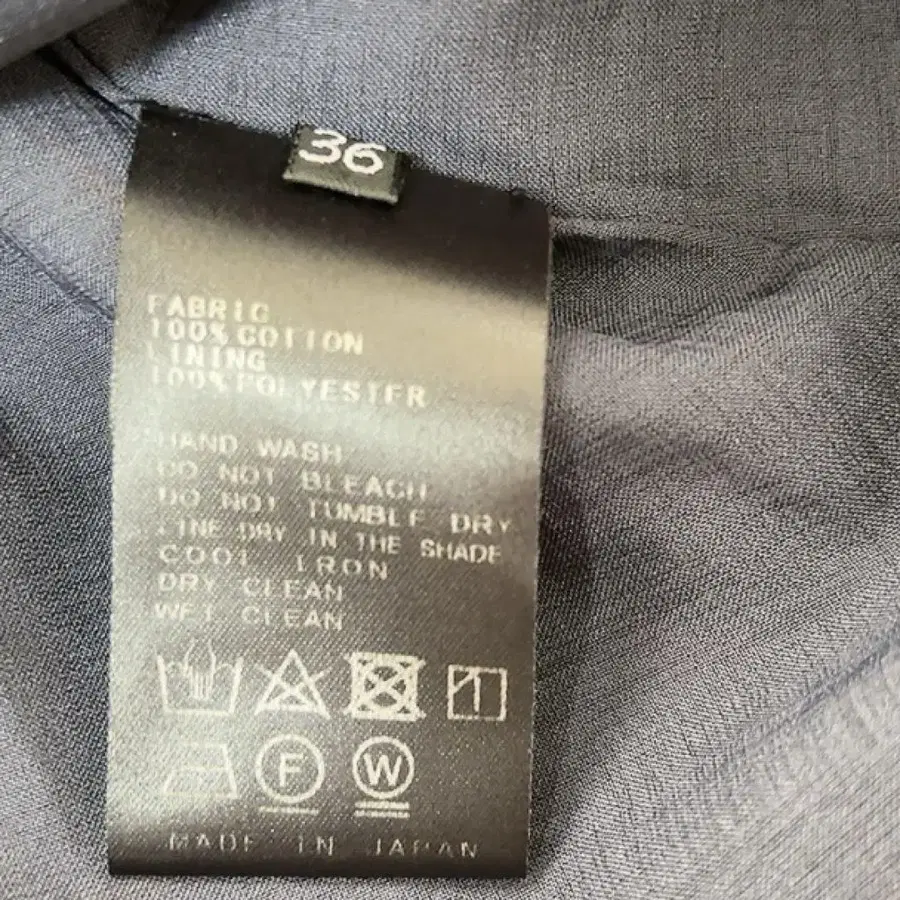 36
FABRIC
100% COTTON
LINING
100% POLYESTER
HAND WASH
DO NOT BLEACH
DO NOT TUMBLE DRY
LINE DRY IN THE SHADE
COOL IRON
DRY CLEAN
WET CLEAN
F W
MADE IN JAPAN